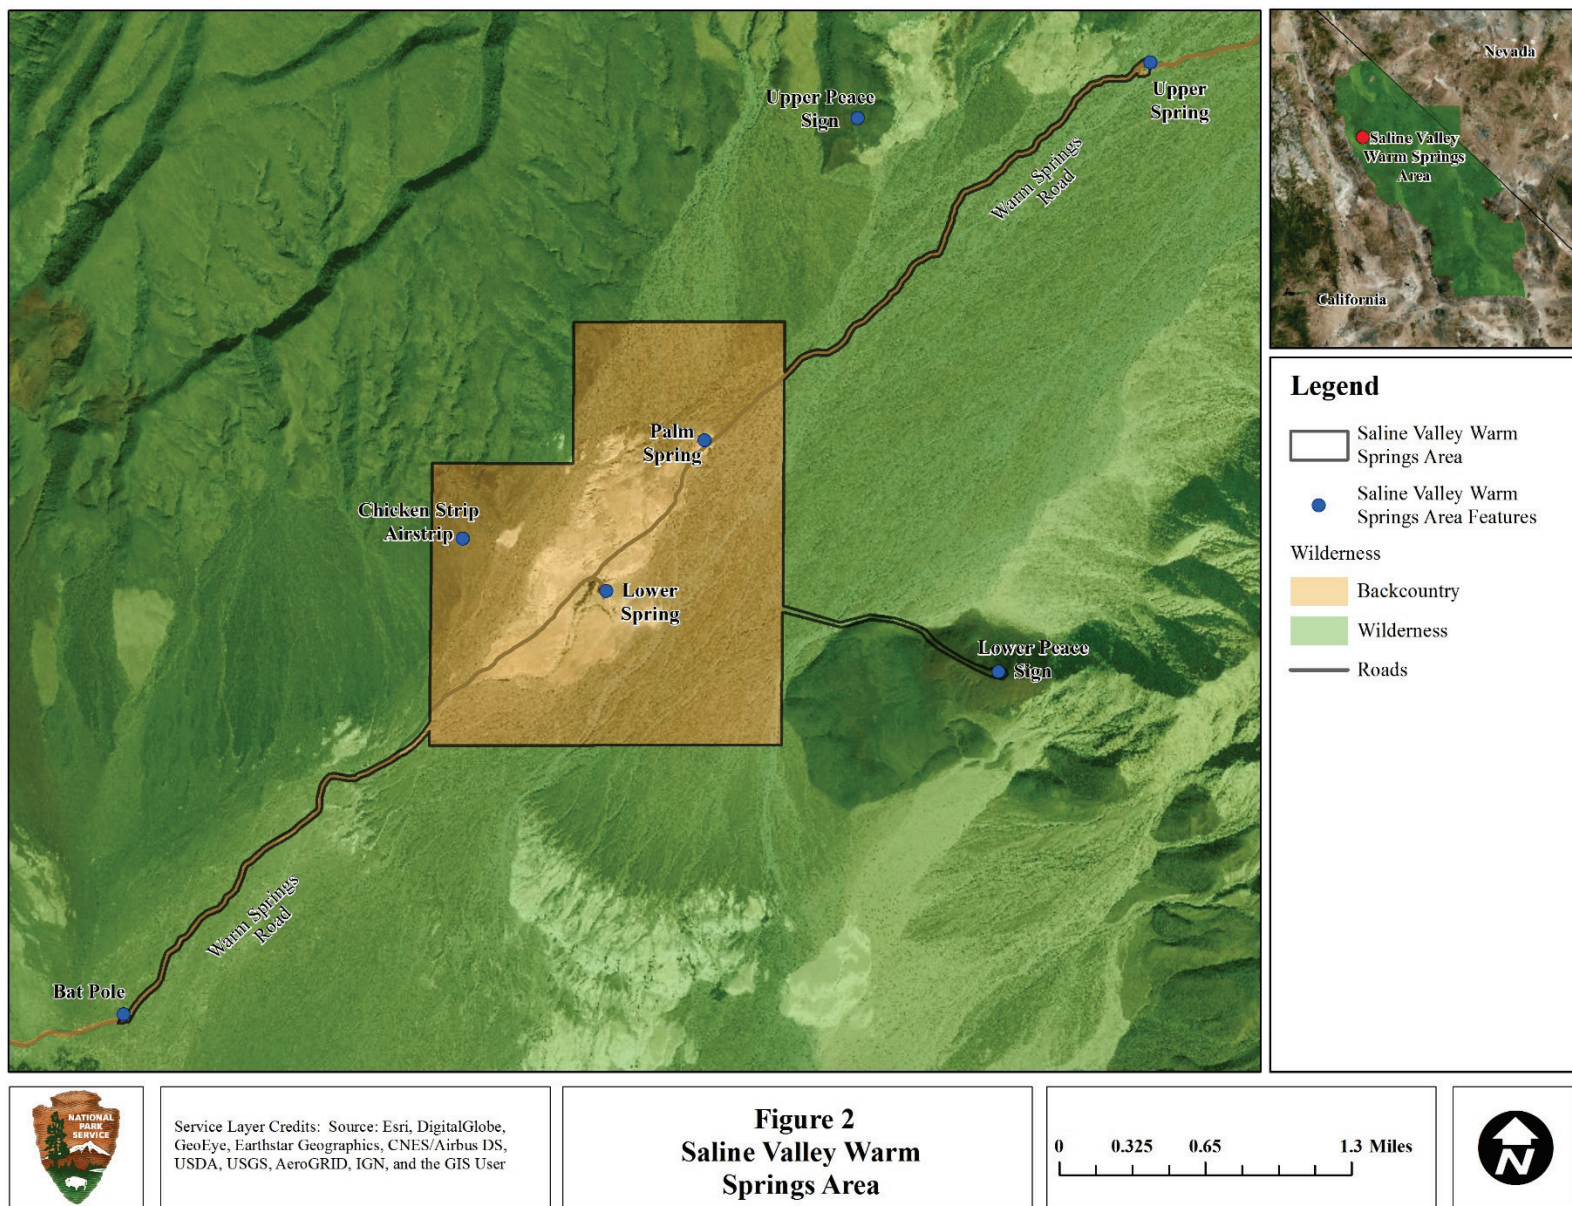 Upper Peace
Sign
Upper
Spring
Warm Springs
Road
Palm
Spring
Chicken Strip
Airstrip
Lower
Spring
Lower Peace
Sign
Warm Springs
Road
Bat Pole
Nevada
Saline Valley
Warm Springs
Area
California
Legend
Saline Valley Warm
Springs Area
Saline Valley Warm
Springs Area Features
Wilderness
Backcountry
Wilderness
Roads
NATIONAL
PARK
SERVICE
Service Layer Credits: Source: Esri, DigitalGlobe,
GeoEye, Earthstar Geographics, CNES/Airbus DS,
USDA, USGS, AeroGRID, IGN, and the GIS User
Figure 2
Saline Valley Warm
Springs Area
0 0.325 0.65 1.3 Miles
N